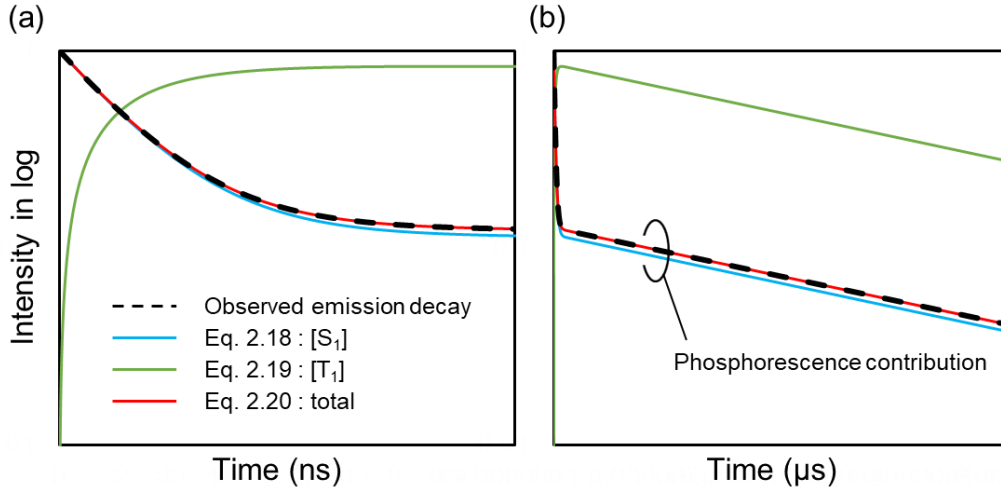 (a)
(b)
Intensity in log
Observed emission decay
Eq. 2.18 : [S₁]
Eq. 2.19 : [T₁]
Eq. 2.20 : total
Phosphorescence contribution
Time (ns)
Time (µs)